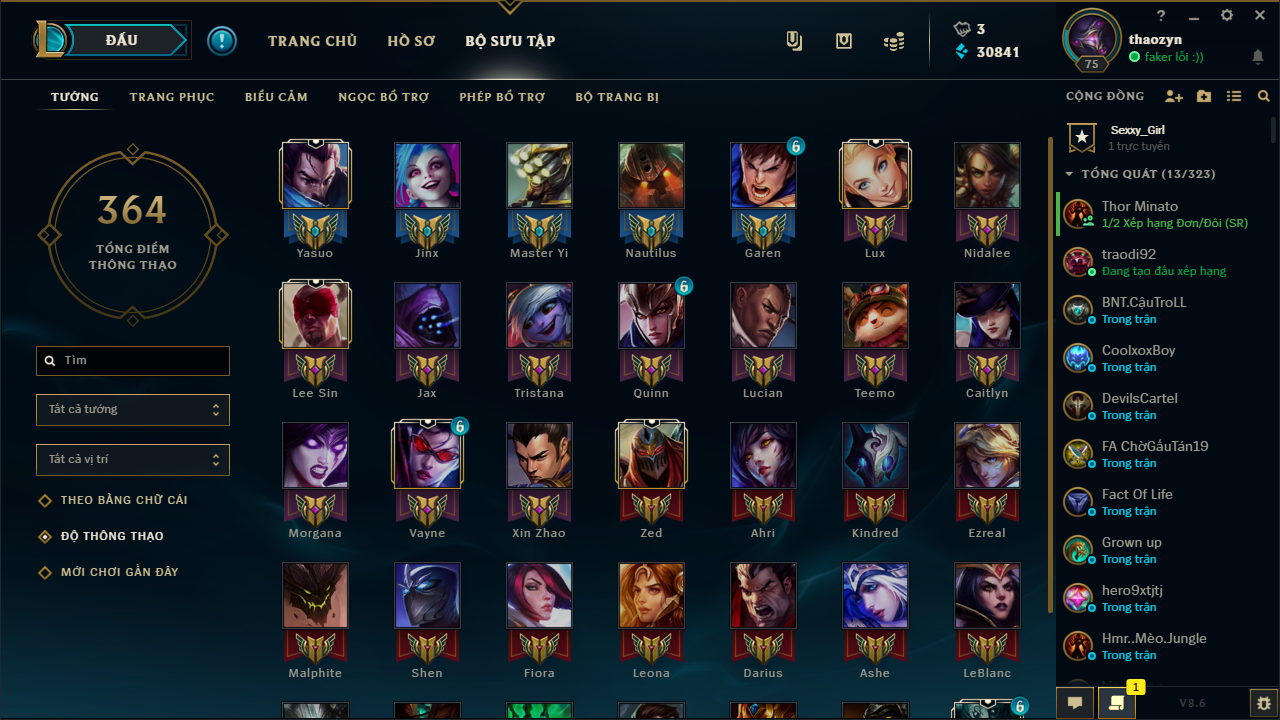 ĐẤU
!
TRANG CHỦ
HỒ SƠ
BỘ SƯU TẬP
3
30841
?
75
thaozyn
faker lỗi :))
TƯỚNG
TRANG PHỤC
BIỂU CẢM
NGỌC BỔ TRỢ
PHÉP BỔ TRỢ
BỘ TRANG BỊ
364
TỔNG ĐIỂM
THÔNG THẠO
Tìm
Tất cả tướng
Tất cả vị trí
THEO BẢNG CHỮ CÁI
ĐỘ THÔNG THẠO
MỚI CHƠI GẦN ĐÂY
6
Yasuo
Jinx
Master Yi
Nautilus
Garen
Lux
Nidalee
6
Lee Sin
Jax
Tristana
Quinn
Lucian
Teemo
Caitlyn
6
Morgana
Vayne
Xin Zhao
Zed
Ahri
Kindred
Ezreal
Malphite
Shen
Fiora
Leona
Darius
Ashe
LeBlanc
6
CỘNG ĐỒNG
Sexxy_Girl
1 trực tuyến
TỔNG QUÁT (13/323)
Thor Minato
1/2 Xếp hạng Đơn/Đôi (SR)
traodi92
Đang tạo đấu xếp hạng
BNT.CậuTroLL
Trong trận
CoolxoxBoy
Trong trận
DevilsCartel
Trong trận
FA ChờGấuTán19
Trong trận
Fact Of Life
Trong trận
Grown up
Trong trận
hero9xtjtj
Trong trận
Hmr..Mèo.Jungle
Trong trận
1
V8.6